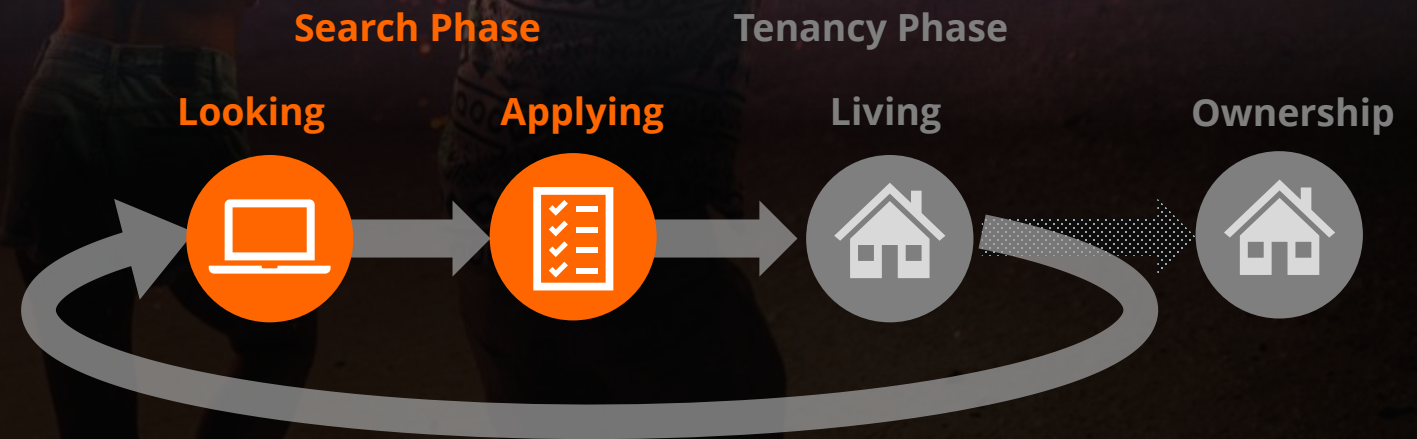 Search Phase
Tenancy Phase
Looking
Applying
Living
Ownership